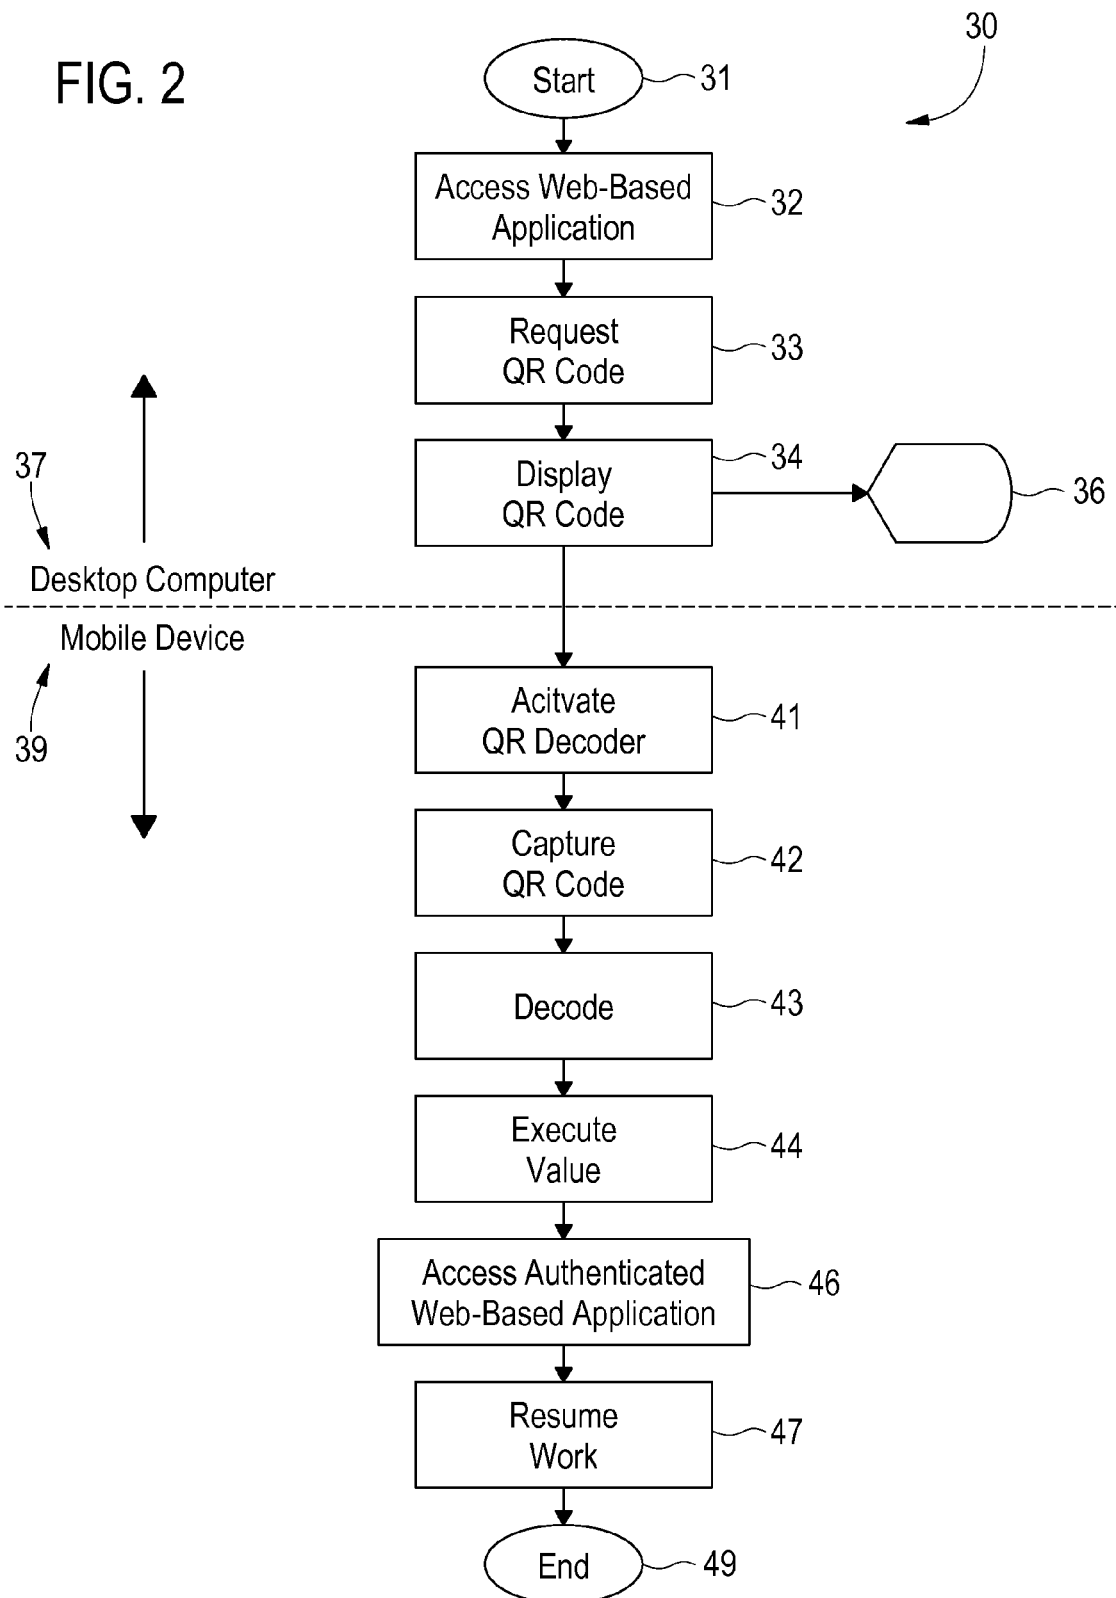 FIG. 2
30
Start
31
Access Web-Based
Application
32
Request
QR Code
33
Display
QR Code
34
36
37
Desktop Computer
Mobile Device
39
Acitvate
QR Decoder
41
Capture
QR Code
42
Decode
43
Execute
Value
44
Access Authenticated
Web-Based Application
46
Resume
Work
47
End
49